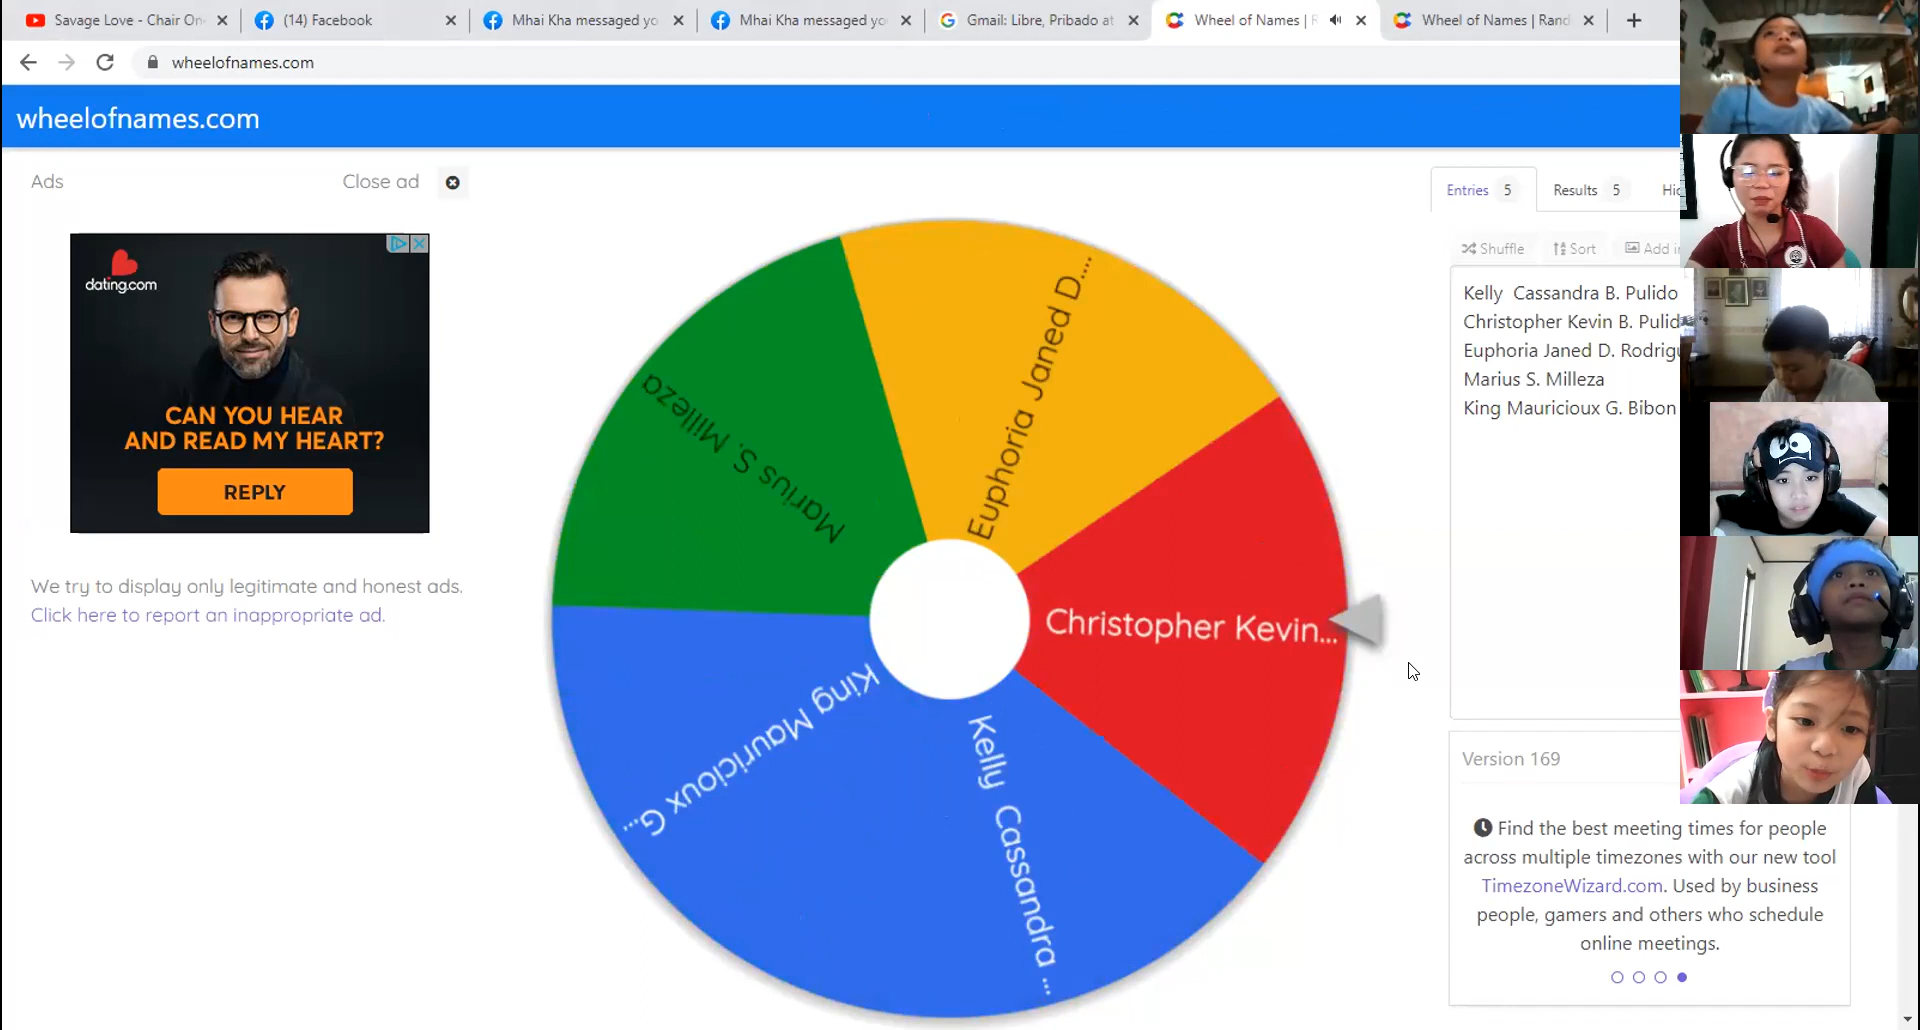 Savage Love - Chair On
(14) Facebook
Mhai Kha messaged yo
Mhai Kha messaged yo
Gmail: Libre, Pribado at
Wheel of Names | R
Wheel of Names | Rand
wheelofnames.com
wheelofnames.com
Ads
Close ad
dating.com
CAN YOU HEAR
AND READ MY HEART?
REPLY
We try to display only legitimate and honest ads.
Click here to report an inappropriate ad.
Euphoria Janed D....
Marius S. Milleza
Christopher Kevin...
King Mauricioux G...
Kelly Cassandra ...
Entries 5
Results 5
Hid
Shuffle
Sort
Add i
Kelly Cassandra B. Pulido
Christopher Kevin B. Pulid
Euphoria Janed D. Rodrigu
Marius S. Milleza
King Mauricioux G. Bibon
Version 169
Find the best meeting times for people
across multiple timezones with our new tool
TimezoneWizard.com. Used by business
people, gamers and others who schedule
online meetings.